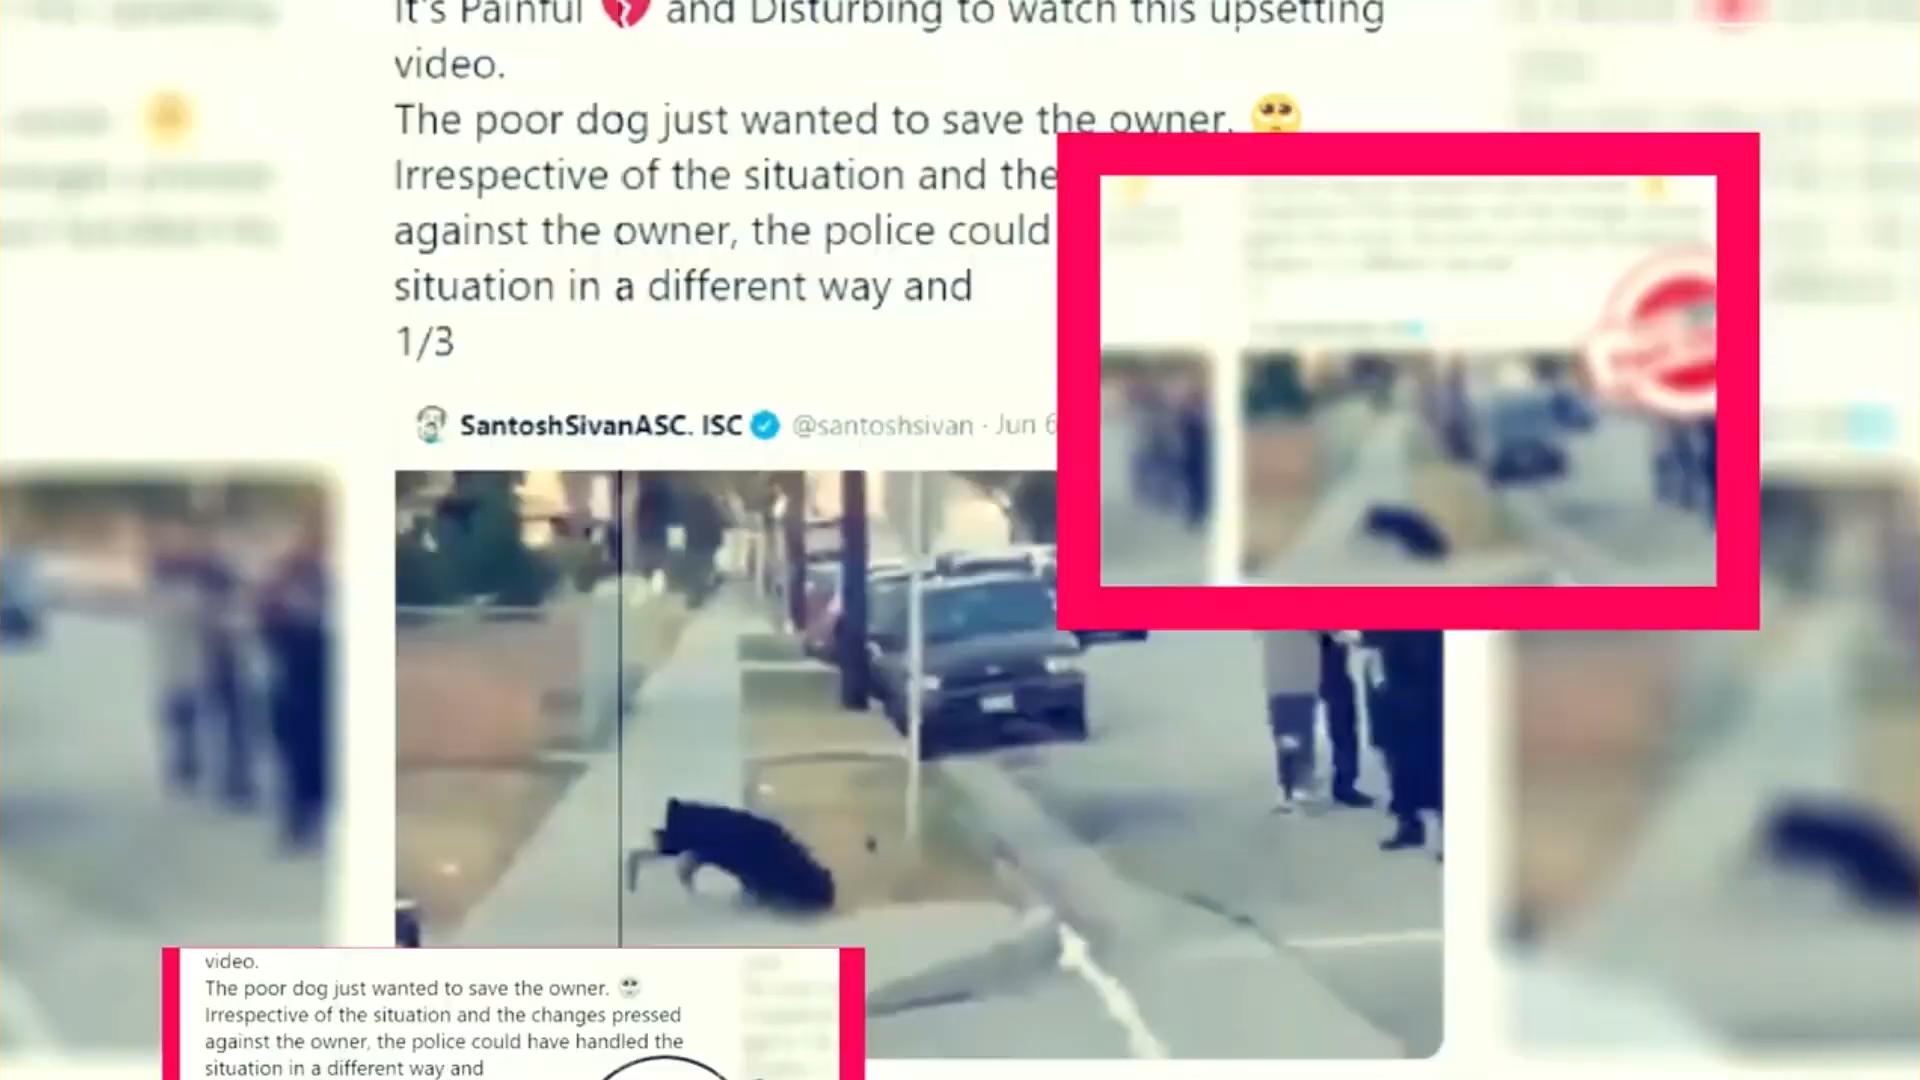 It's Painful 💔 and Disturbing to watch this upsetting
video.
The poor dog just wanted to save the owner. 🥺
Irrespective of the situation and the
against the owner, the police could
situation in a different way and
1/3
SantoshSivanASC. ISC @santoshsivan · Jun 6
video.
The poor dog just wanted to save the owner. 🥺
Irrespective of the situation and the changes pressed
against the owner, the police could have handled the
situation in a different way and